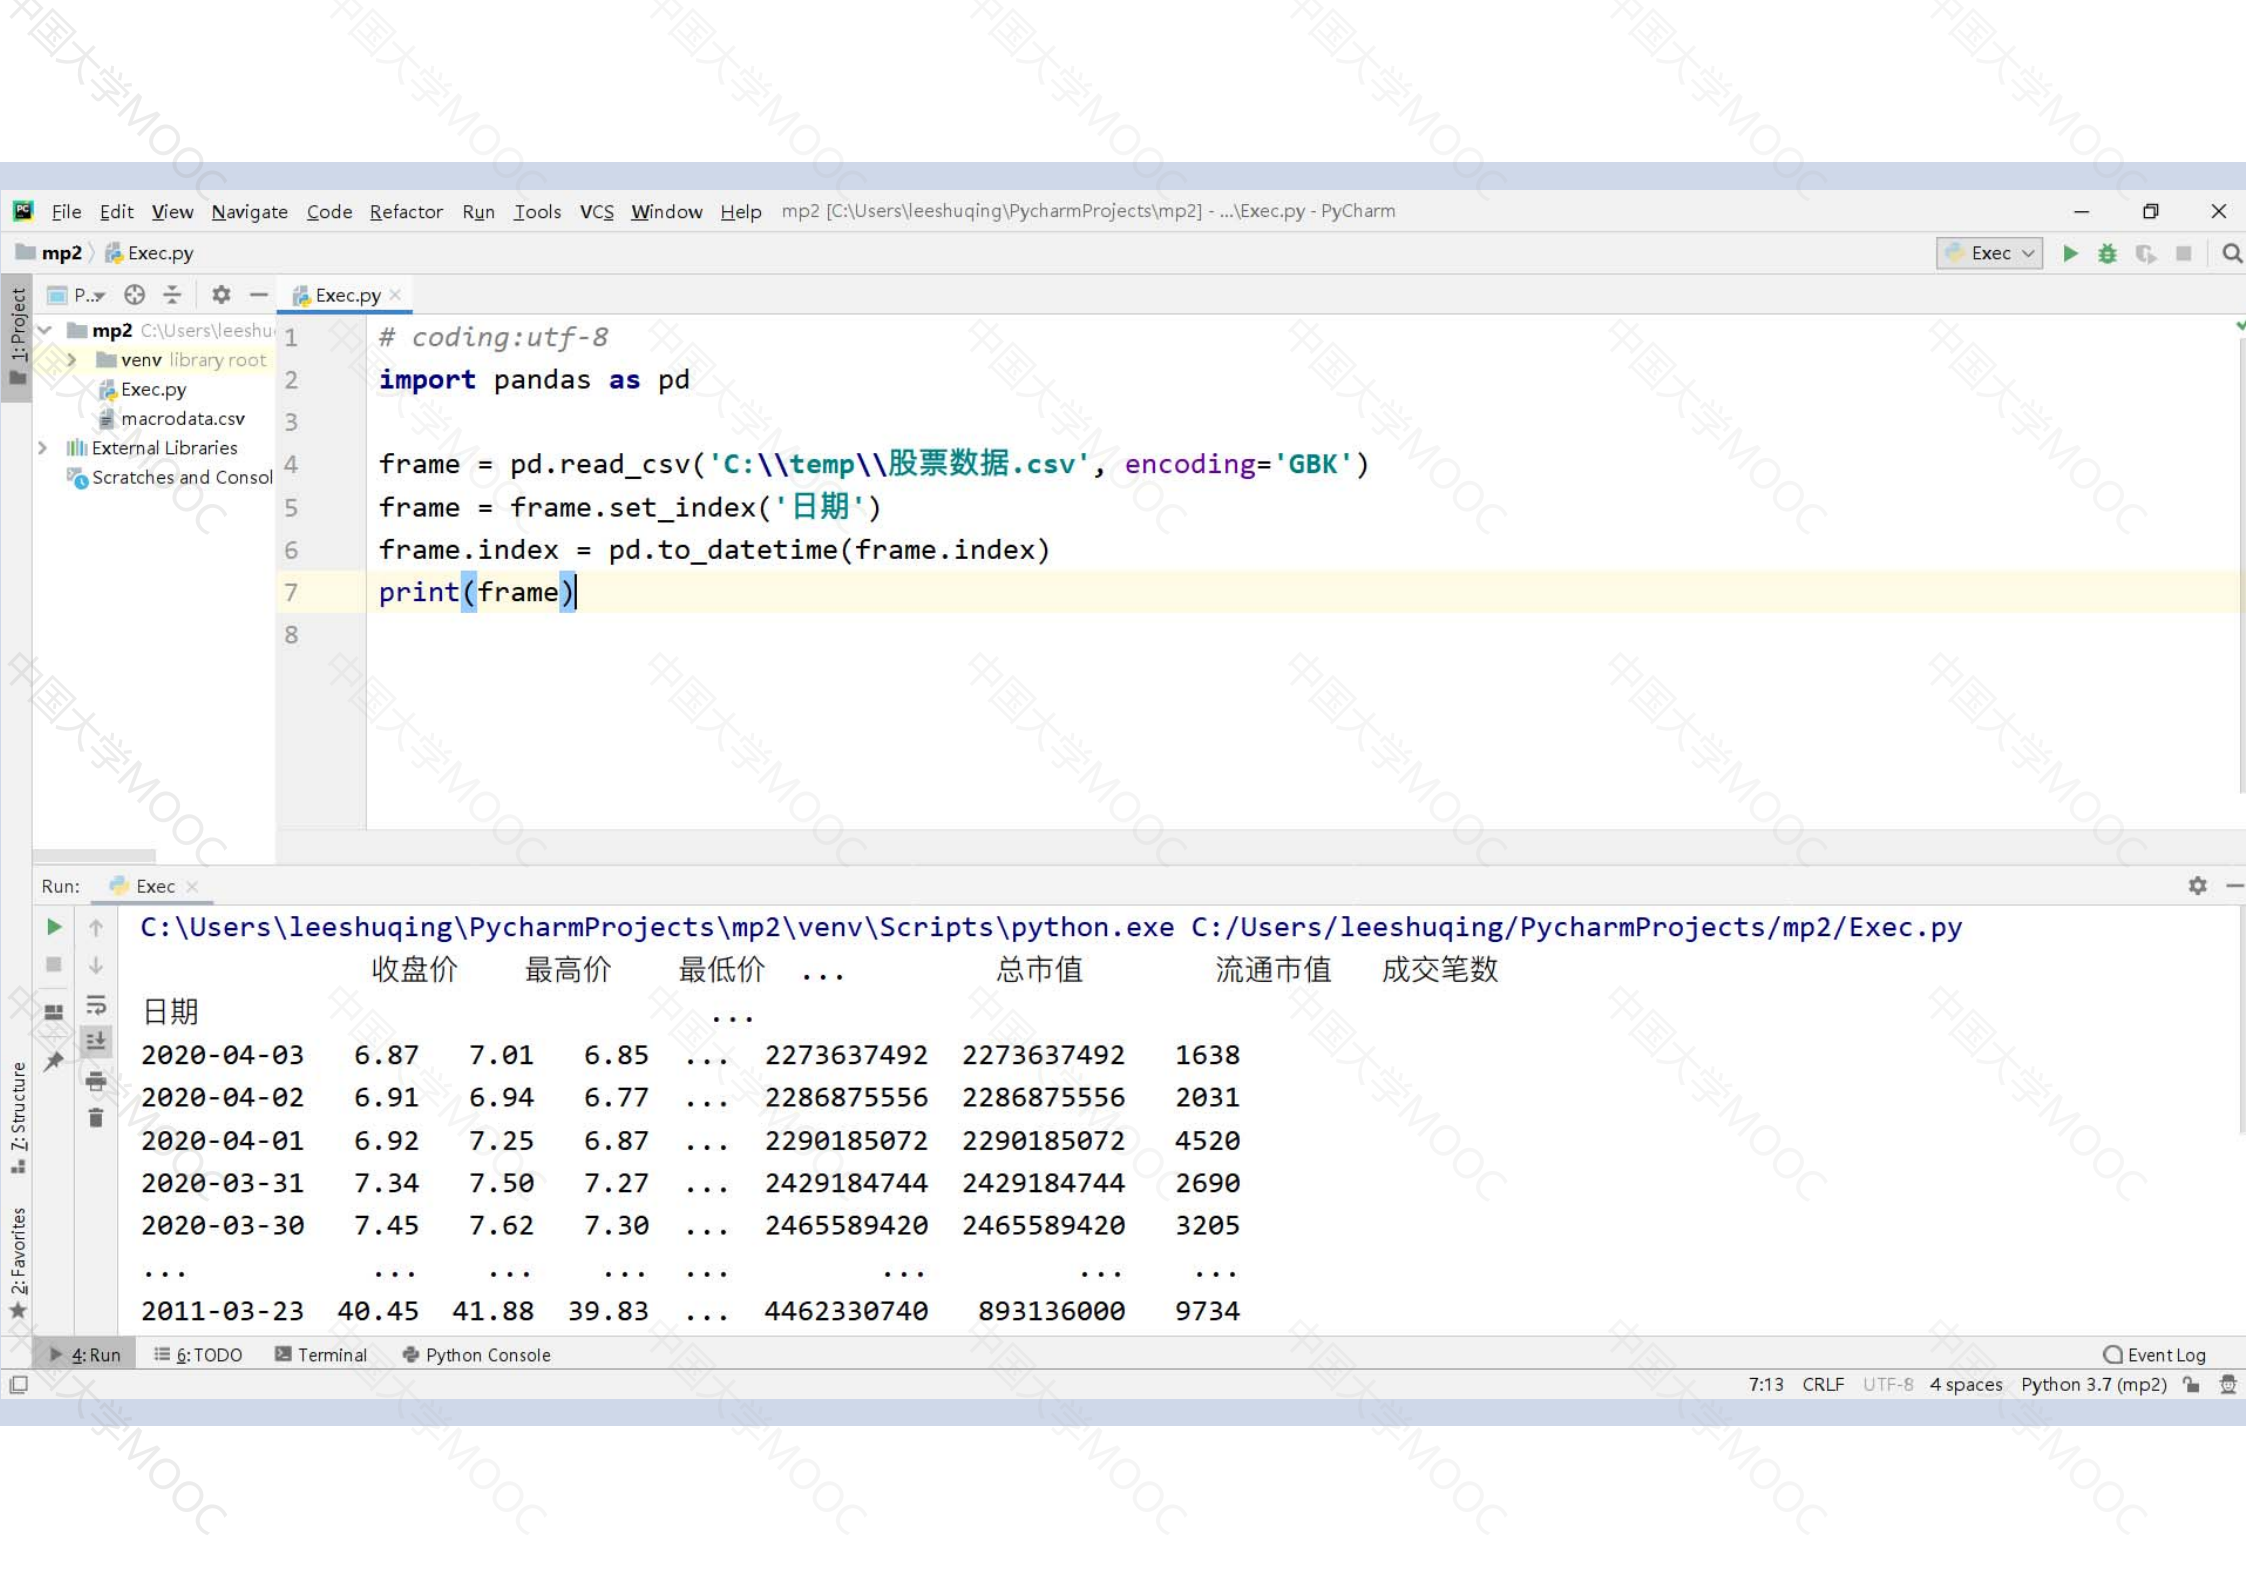 File Edit View Navigate Code Refactor Run Tools VCS Window Help mp2 [C:\Users\leeshuqing\PycharmProjects\mp2] - ...\Exec.py - PyCharm
mp2 Exec.py Exec
1: Project P.. Exec.py
mp2 C:\Users\leeshu
venv library root
Exec.py
macrodata.csv
External Libraries
Scratches and Consol
1 # coding:utf-8
2 import pandas as pd
3
4 frame = pd.read_csv('C:\\temp\\股票数据.csv', encoding='GBK')
5 frame = frame.set_index('日期')
6 frame.index = pd.to_datetime(frame.index)
7 print(frame)
8
Run: Exec
C:\Users\leeshuqing\PycharmProjects\mp2\venv\Scripts\python.exe C:/Users/leeshuqing/PycharmProjects/mp2/Exec.py
收盘价 最高价 最低价 ... 总市值 流通市值 成交笔数
日期 ...
2020-04-03 6.87 7.01 6.85 ... 2273637492 2273637492 1638
2020-04-02 6.91 6.94 6.77 ... 2286875556 2286875556 2031
2020-04-01 6.92 7.25 6.87 ... 2290185072 2290185072 4520
2020-03-31 7.34 7.50 7.27 ... 2429184744 2429184744 2690
2020-03-30 7.45 7.62 7.30 ... 2465589420 2465589420 3205
... ... ... ... ... ... ... ...
2011-03-23 40.45 41.88 39.83 ... 4462330740 893136000 9734
Z: Structure
2: Favorites
4: Run 6: TODO Terminal Python Console Event Log
7:13 CRLF UTF-8 4 spaces Python 3.7 (mp2)
中国大学MOOC